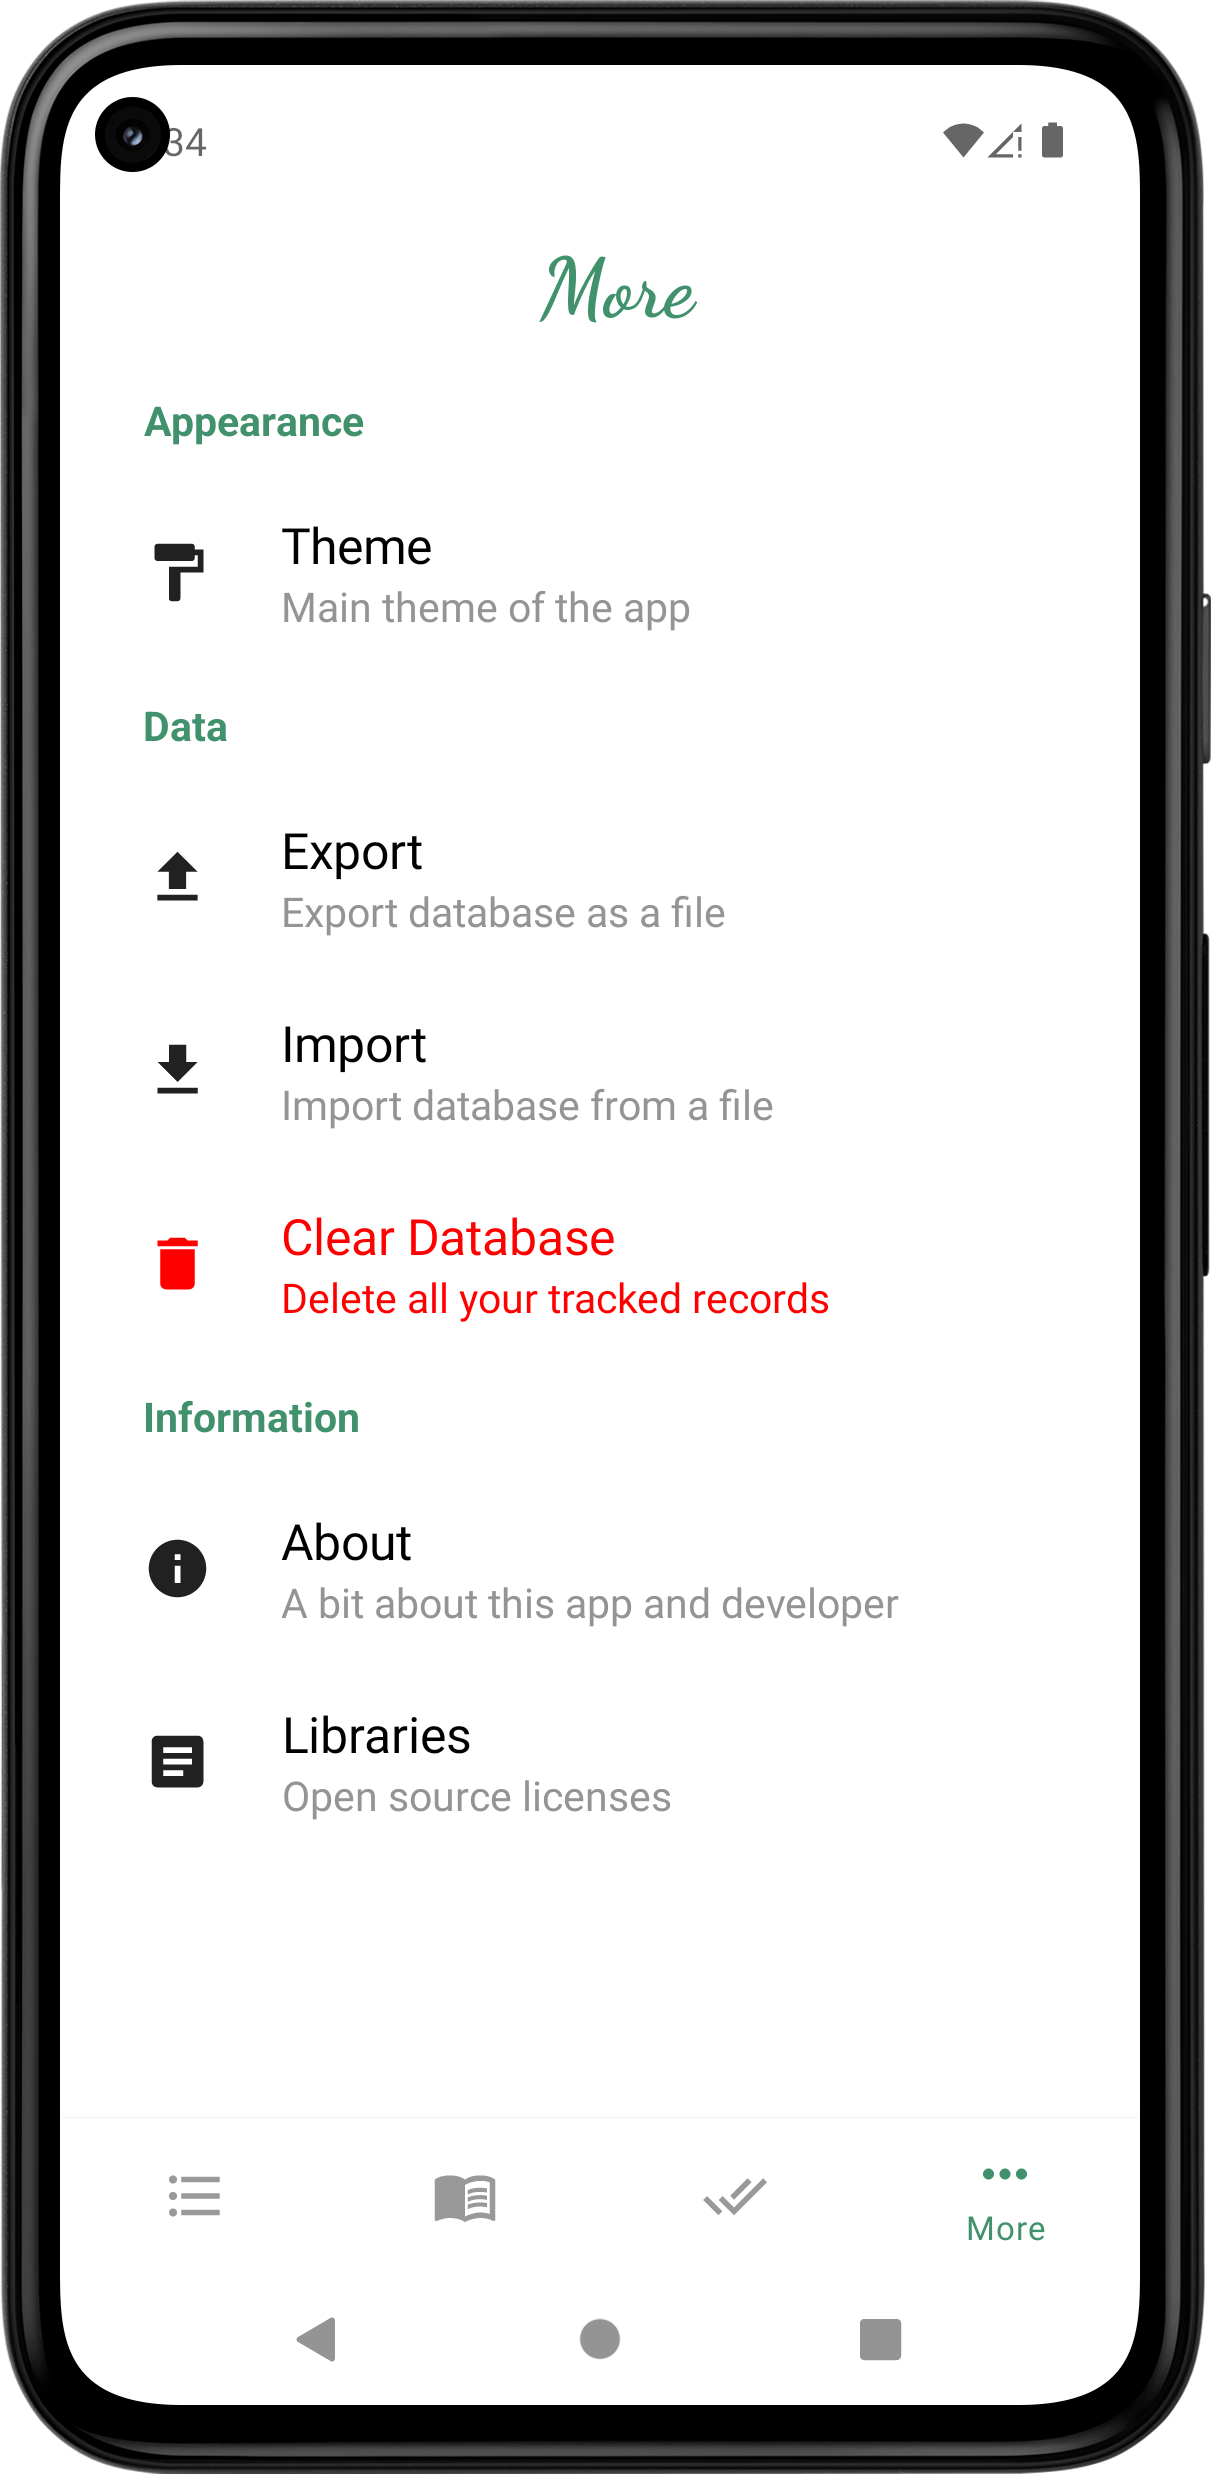 34
More
Appearance
Theme
Main theme of the app
Data
Export
Export database as a file
Import
Import database from a file
Clear Database
Delete all your tracked records
Information
About
A bit about this app and developer
Libraries
Open source licenses
More